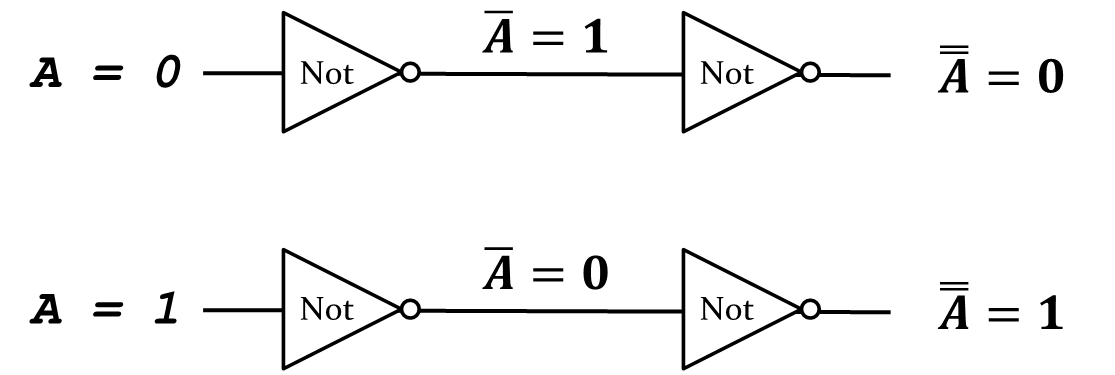 A̅ = 1
A = 0 Not Not A̿ = 0
A̅ = 0
A = 1 Not Not A̿ = 1